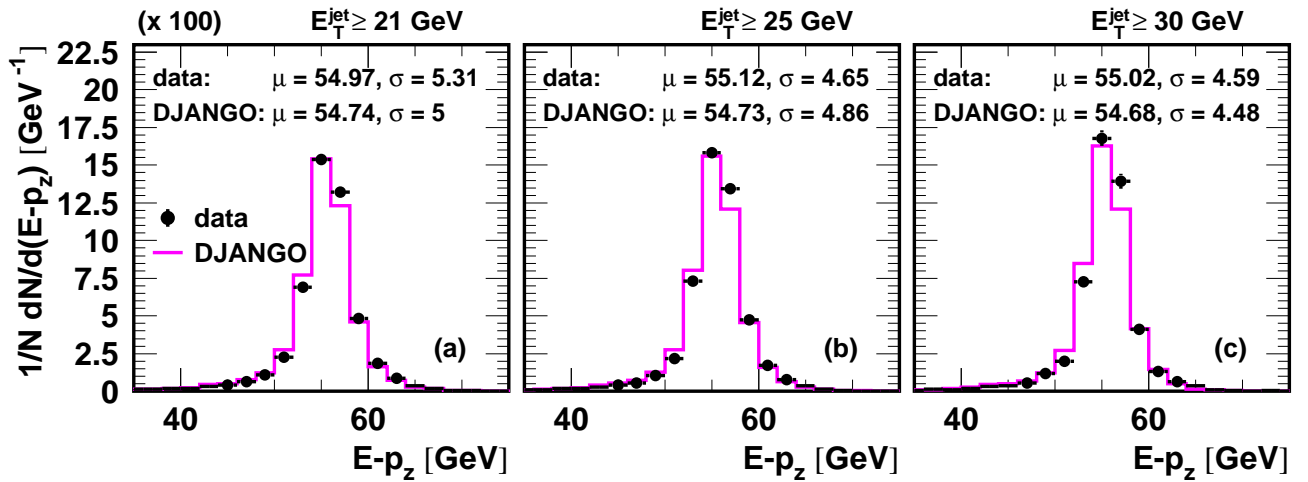 (x 100)
E_T^jet ≥ 21 GeV
E_T^jet ≥ 25 GeV
E_T^jet ≥ 30 GeV
1/N dN/d(E-p_z) [GeV^-1]
22.5
20
17.5
15
12.5
10
7.5
5
2.5
0
data: μ = 54.97, σ = 5.31
DJANGO: μ = 54.74, σ = 5
data
DJANGO
(a)
40 60
E-p_z [GeV]
data: μ = 55.12, σ = 4.65
DJANGO: μ = 54.73, σ = 4.86
(b)
40 60
E-p_z [GeV]
data: μ = 55.02, σ = 4.59
DJANGO: μ = 54.68, σ = 4.48
(c)
40 60
E-p_z [GeV]